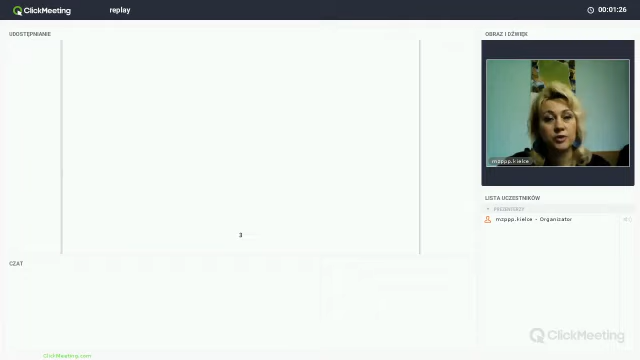 ClickMeeting
replay
00:01:26
UDOSTĘPNIANIE
OBRAZ I DŹWIĘK
mzppp.kielce
LISTA UCZESTNIKÓW
PREZENTERZY
mzppp.kielce - Organizator
3
CZAT
ClickMeeting
ClickMeeting.com